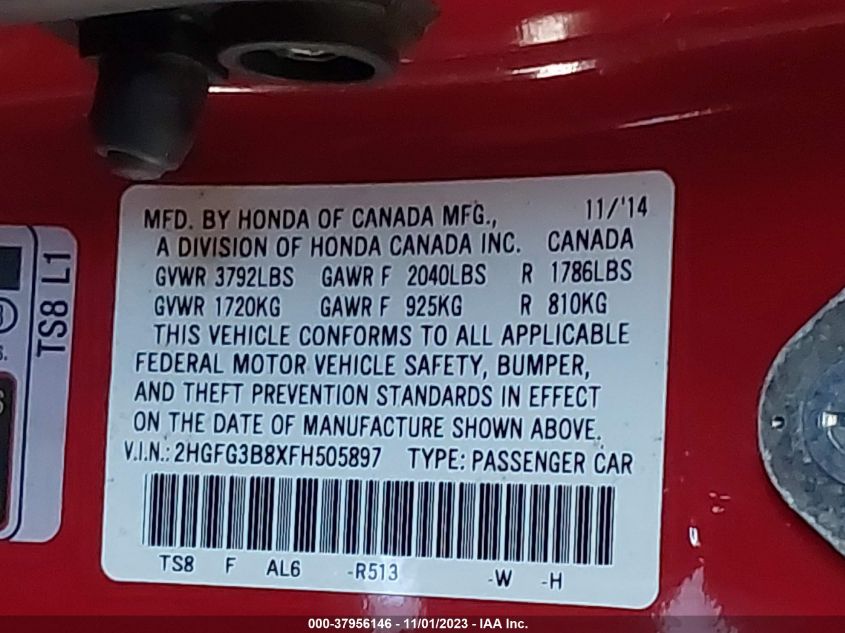 MFD. BY HONDA OF CANADA MFG., 11/'14
A DIVISION OF HONDA CANADA INC. CANADA
GVWR 3792LBS GAWR F 2040LBS R 1786LBS
GVWR 1720KG GAWR F 925KG R 810KG
THIS VEHICLE CONFORMS TO ALL APPLICABLE
FEDERAL MOTOR VEHICLE SAFETY, BUMPER,
AND THEFT PREVENTION STANDARDS IN EFFECT
ON THE DATE OF MANUFACTURE SHOWN ABOVE.
V.I.N.: 2HGFG3B8XFH505897 TYPE: PASSENGER CAR
TS8 F AL6 -R513 -W -H
TS8 L1
000-37956146 - 11/01/2023 - IAA Inc.